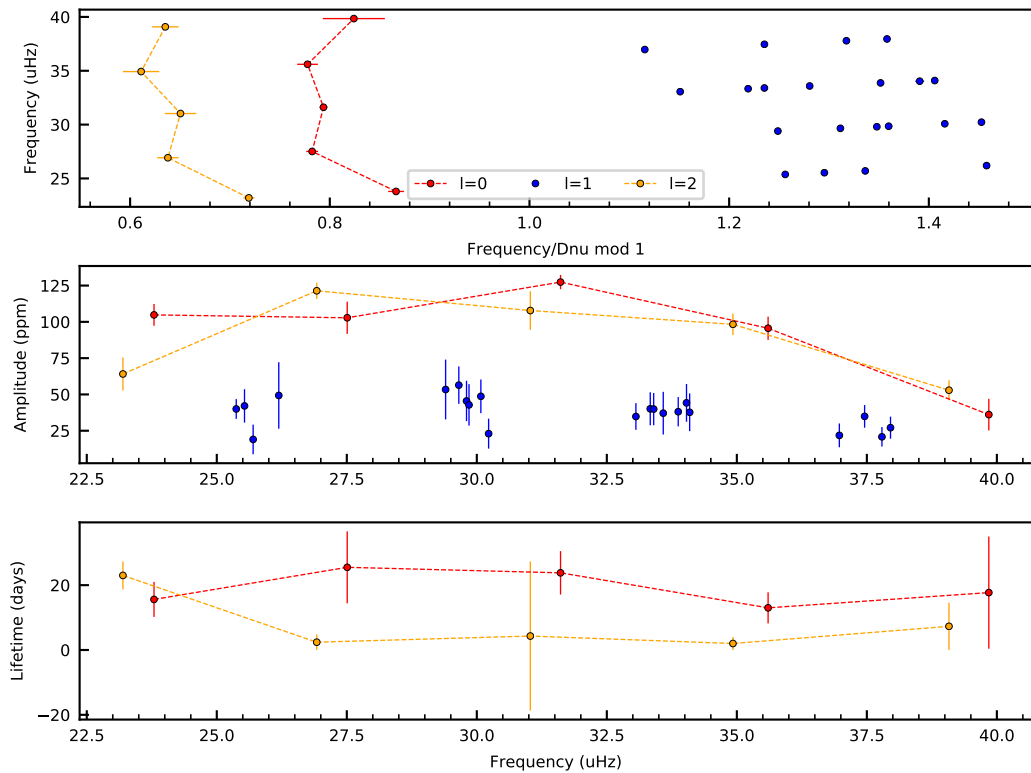 40
35
30
25
Frequency (uHz)
l=0 l=1 l=2
0.6 0.8 1.0 1.2 1.4
Frequency/Dnu mod 1
125
100
75
50
25
Amplitude (ppm)
22.5 25.0 27.5 30.0 32.5 35.0 37.5 40.0
20
0
−20
Lifetime (days)
22.5 25.0 27.5 30.0 32.5 35.0 37.5 40.0
Frequency (uHz)